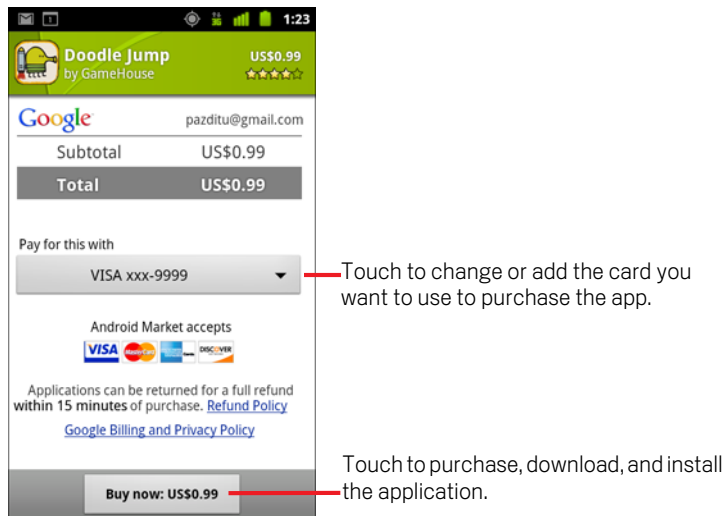 1:23
Doodle Jump US$0.99
by GameHouse
Google pazditu@gmail.com
Subtotal US$0.99
Total US$0.99
Pay for this with
VISA xxx-9999
Touch to change or add the card you
want to use to purchase the app.
Android Market accepts
VISA MasterCard DISCOVER
Applications can be returned for a full refund
within 15 minutes of purchase. Refund Policy
Google Billing and Privacy Policy
Touch to purchase, download, and install
the application.
Buy now: US$0.99